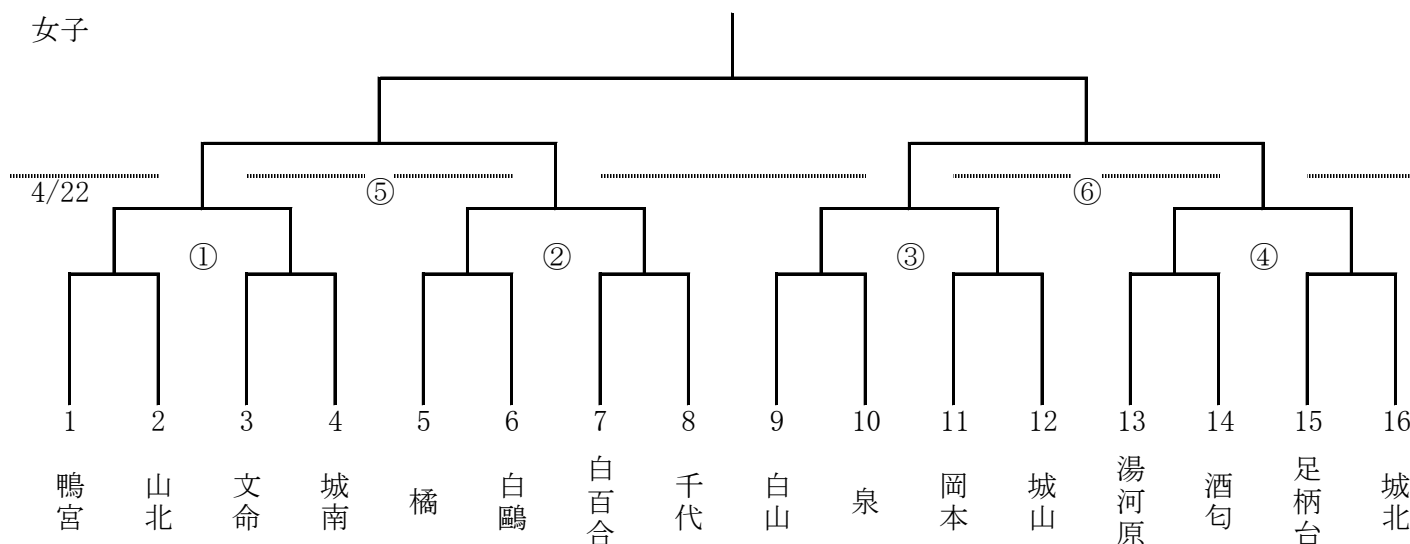 女子
4/22
⑤
⑥
①
②
③
④
1 2 3 4 5 6 7 8 9 10 11 12 13 14 15 16
鴨宮
山北
文命
城南
橘
白鷗
白百合
千代
白山
泉
岡本
城山
湯河原
酒匂
足柄台
城北